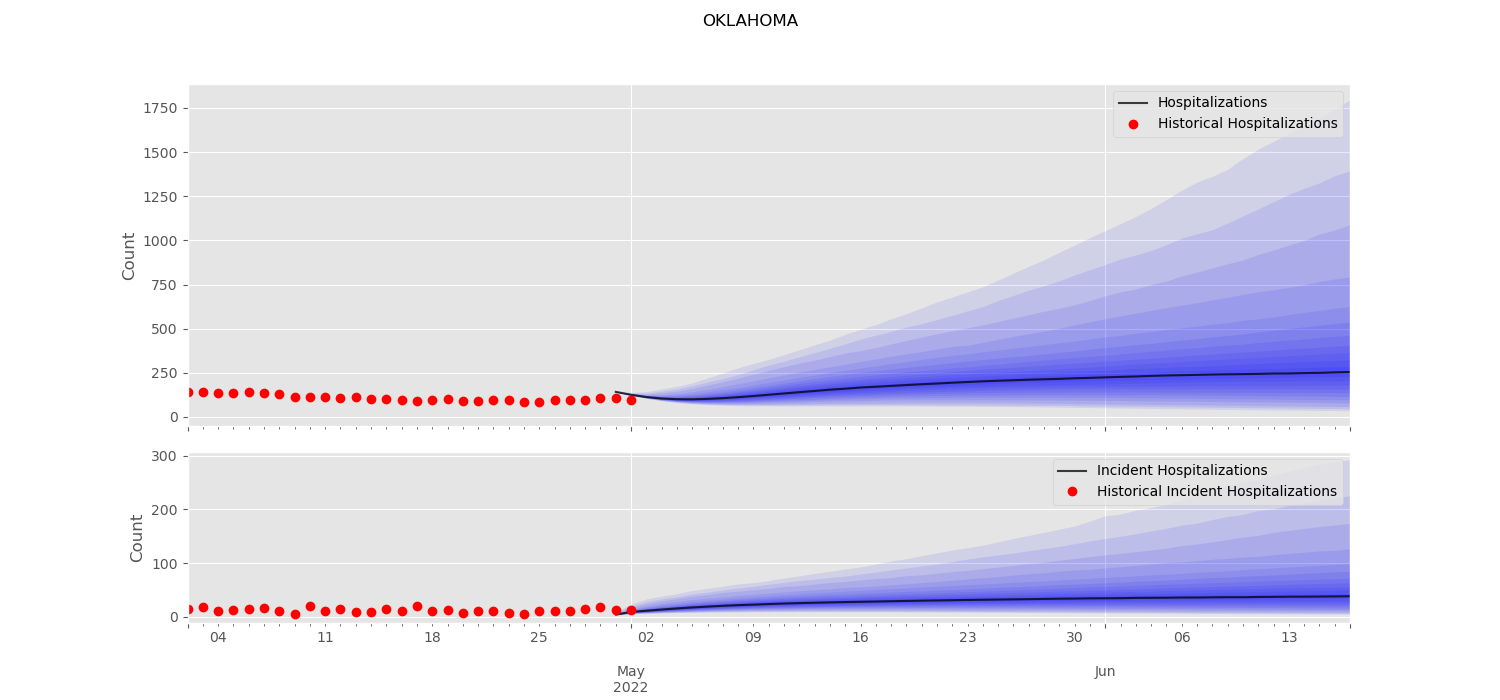 OKLAHOMA
1750
1500
1250
1000
750
500
250
0
Count
Hospitalizations
Historical Hospitalizations
300
200
100
0
Count
Incident Hospitalizations
Historical Incident Hospitalizations
04 11 18 25 02 09 16 23 30 06 13
May Jun
2022